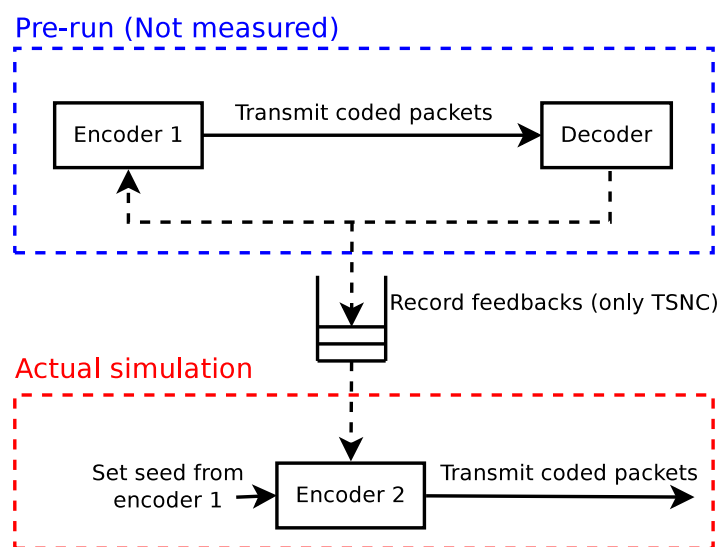 Pre-run (Not measured)
Transmit coded packets
Encoder 1
Decoder
Record feedbacks (only TSNC)
Actual simulation
Set seed from
encoder 1
Encoder 2
Transmit coded packets